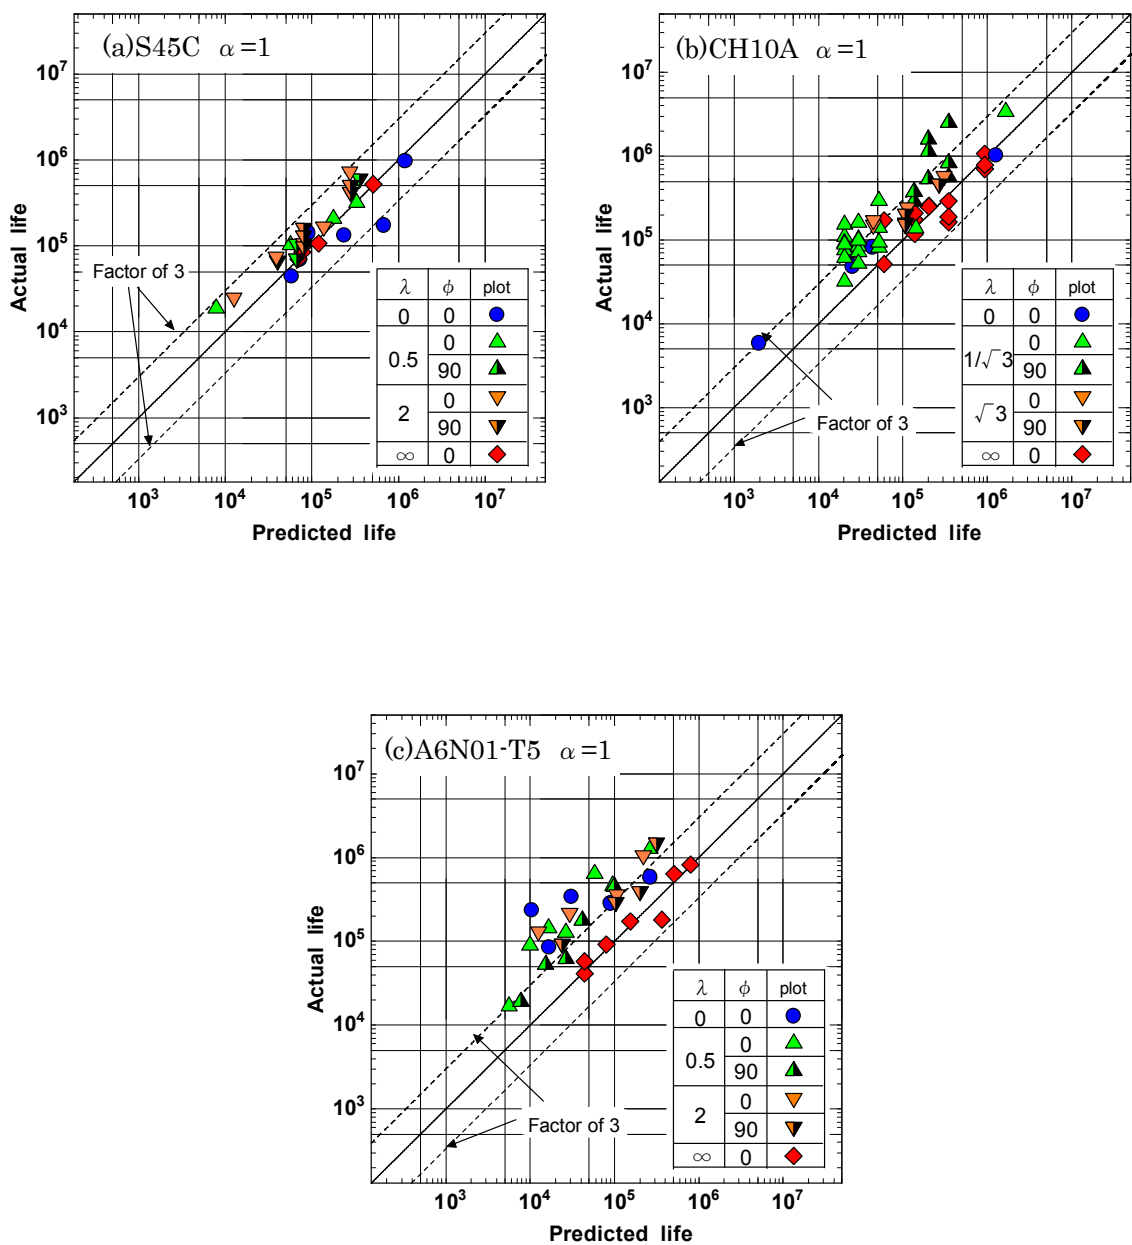 (a)S45C α=1
10⁷
10⁶
10⁵
10⁴
10³
Actual life
Factor of 3
λ ϕ plot
0 0
0.5 0
90
2 0
90
∞ 0
10³ 10⁴ 10⁵ 10⁶ 10⁷
Predicted life
(b)CH10A α=1
10⁷
10⁶
10⁵
10⁴
10³
Actual life
Factor of 3
λ ϕ plot
0 0
1/√3 0
90
√3 0
90
∞ 0
10³ 10⁴ 10⁵ 10⁶ 10⁷
Predicted life
(c)A6N01-T5 α=1
10⁷
10⁶
10⁵
10⁴
10³
Actual life
Factor of 3
λ ϕ plot
0 0
0.5 0
90
2 0
90
∞ 0
10³ 10⁴ 10⁵ 10⁶ 10⁷
Predicted life